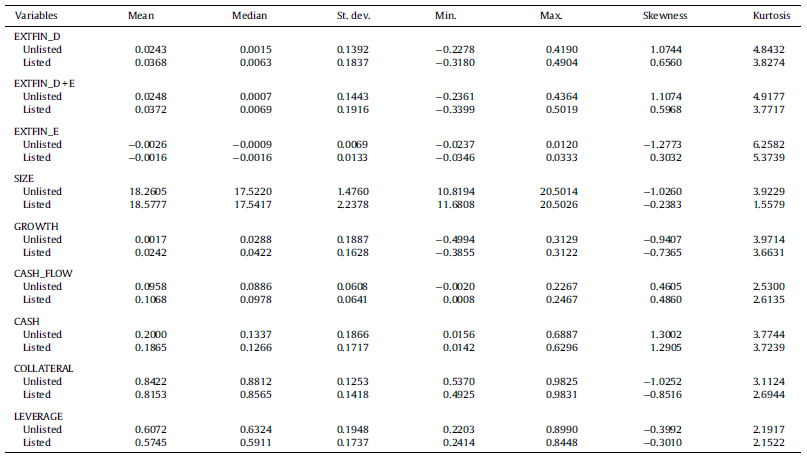 Variables Mean Median St. dev. Min. Max. Skewness Kurtosis
EXTFIN_D
Unlisted 0.0243 0.0015 0.1392 −0.2278 0.4190 1.0744 4.8432
Listed 0.0368 0.0063 0.1837 −0.3180 0.4904 0.6560 3.8274
EXTFIN_D + E
Unlisted 0.0248 0.0007 0.1443 −0.2361 0.4364 1.1074 4.9177
Listed 0.0372 0.0069 0.1916 −0.3399 0.5019 0.5968 3.7717
EXTFIN_E
Unlisted −0.0026 −0.0009 0.0069 −0.0237 0.0120 −1.2773 6.2582
Listed −0.0016 −0.0016 0.0133 −0.0346 0.0333 0.3032 5.3739
SIZE
Unlisted 18.2605 17.5220 1.4760 10.8194 20.5014 −1.0260 3.9229
Listed 18.5777 17.5417 2.2378 11.6808 20.5026 −0.2383 1.5579
GROWTH
Unlisted 0.0017 0.0288 0.1887 −0.4994 0.3129 −0.9407 3.9714
Listed 0.0242 0.0422 0.1628 −0.3855 0.3122 −0.7365 3.6631
CASH_FLOW
Unlisted 0.0958 0.0886 0.0608 −0.0020 0.2267 0.4605 2.5300
Listed 0.1068 0.0978 0.0641 0.0008 0.2467 0.4860 2.6135
CASH
Unlisted 0.2000 0.1337 0.1866 0.0156 0.6887 1.3002 3.7744
Listed 0.1865 0.1266 0.1717 0.0142 0.6296 1.2905 3.7239
COLLATERAL
Unlisted 0.8422 0.8812 0.1253 0.5370 0.9825 −1.0252 3.1124
Listed 0.8153 0.8565 0.1418 0.4925 0.9831 −0.8516 2.6944
LEVERAGE
Unlisted 0.6072 0.6324 0.1948 0.2203 0.8990 −0.3992 2.1917
Listed 0.5745 0.5911 0.1737 0.2414 0.8448 −0.3010 2.1522